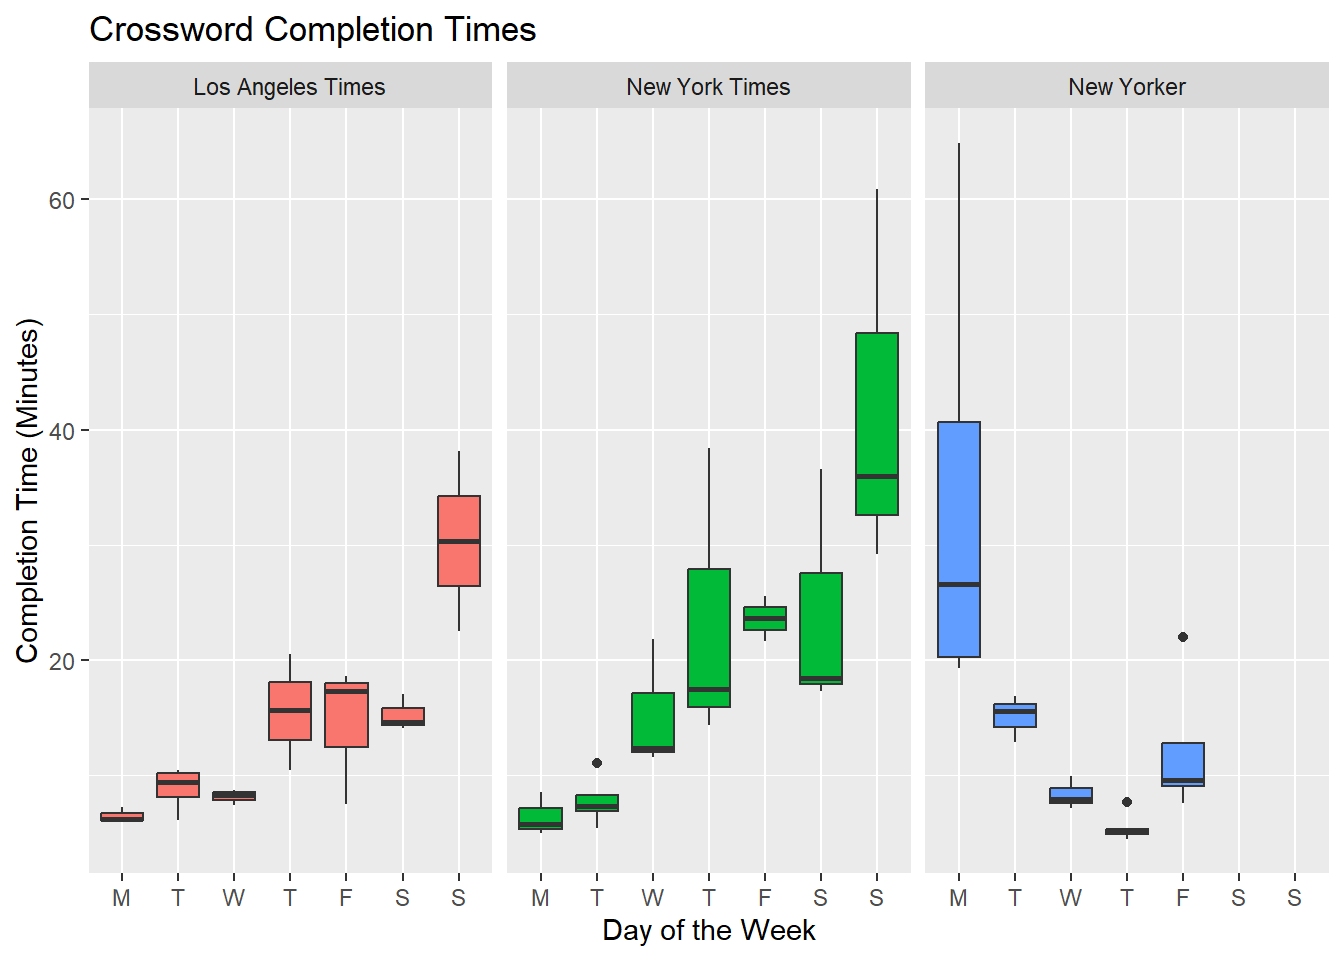 Crossword Completion Times
Los Angeles Times
New York Times
New Yorker
Completion Time (Minutes)
60
40
20
M T W T F S S
M T W T F S S
M T W T F S S
Day of the Week